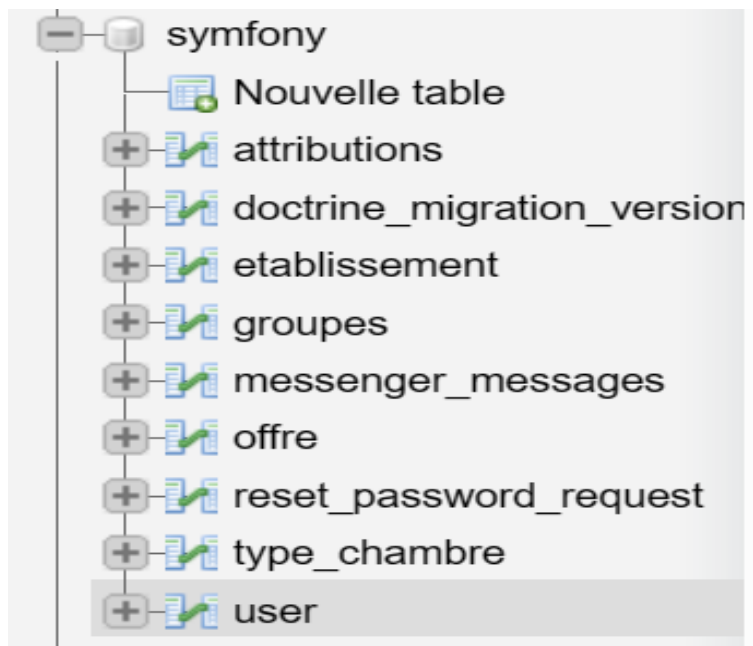 symfony
Nouvelle table
attributions
doctrine_migration_version
etablissement
groupes
messenger_messages
offre
reset_password_request
type_chambre
user